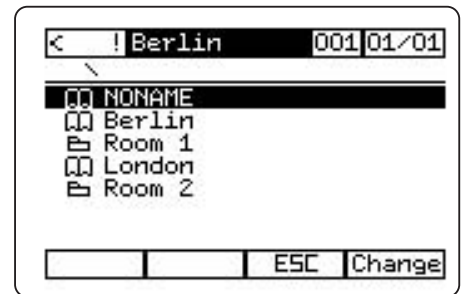 < ! Berlin 001 01/01
\
NONAME
Berlin
Room 1
London
Room 2
ESC Change